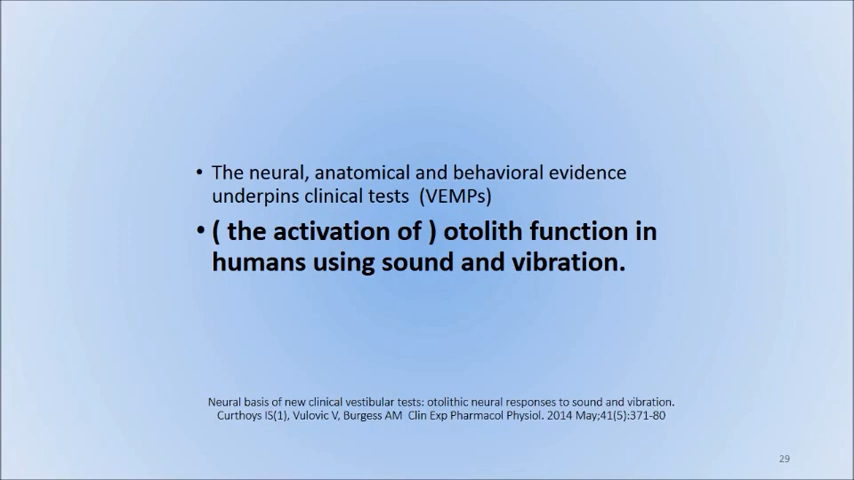 • The neural, anatomical and behavioral evidence
underpins clinical tests (VEMPs)
• ( the activation of ) otolith function in
humans using sound and vibration.
Neural basis of new clinical vestibular tests: otolithic neural responses to sound and vibration.
Curthoys IS(1), Vulovic V, Burgess AM Clin Exp Pharmacol Physiol. 2014 May;41(5):371-80
29